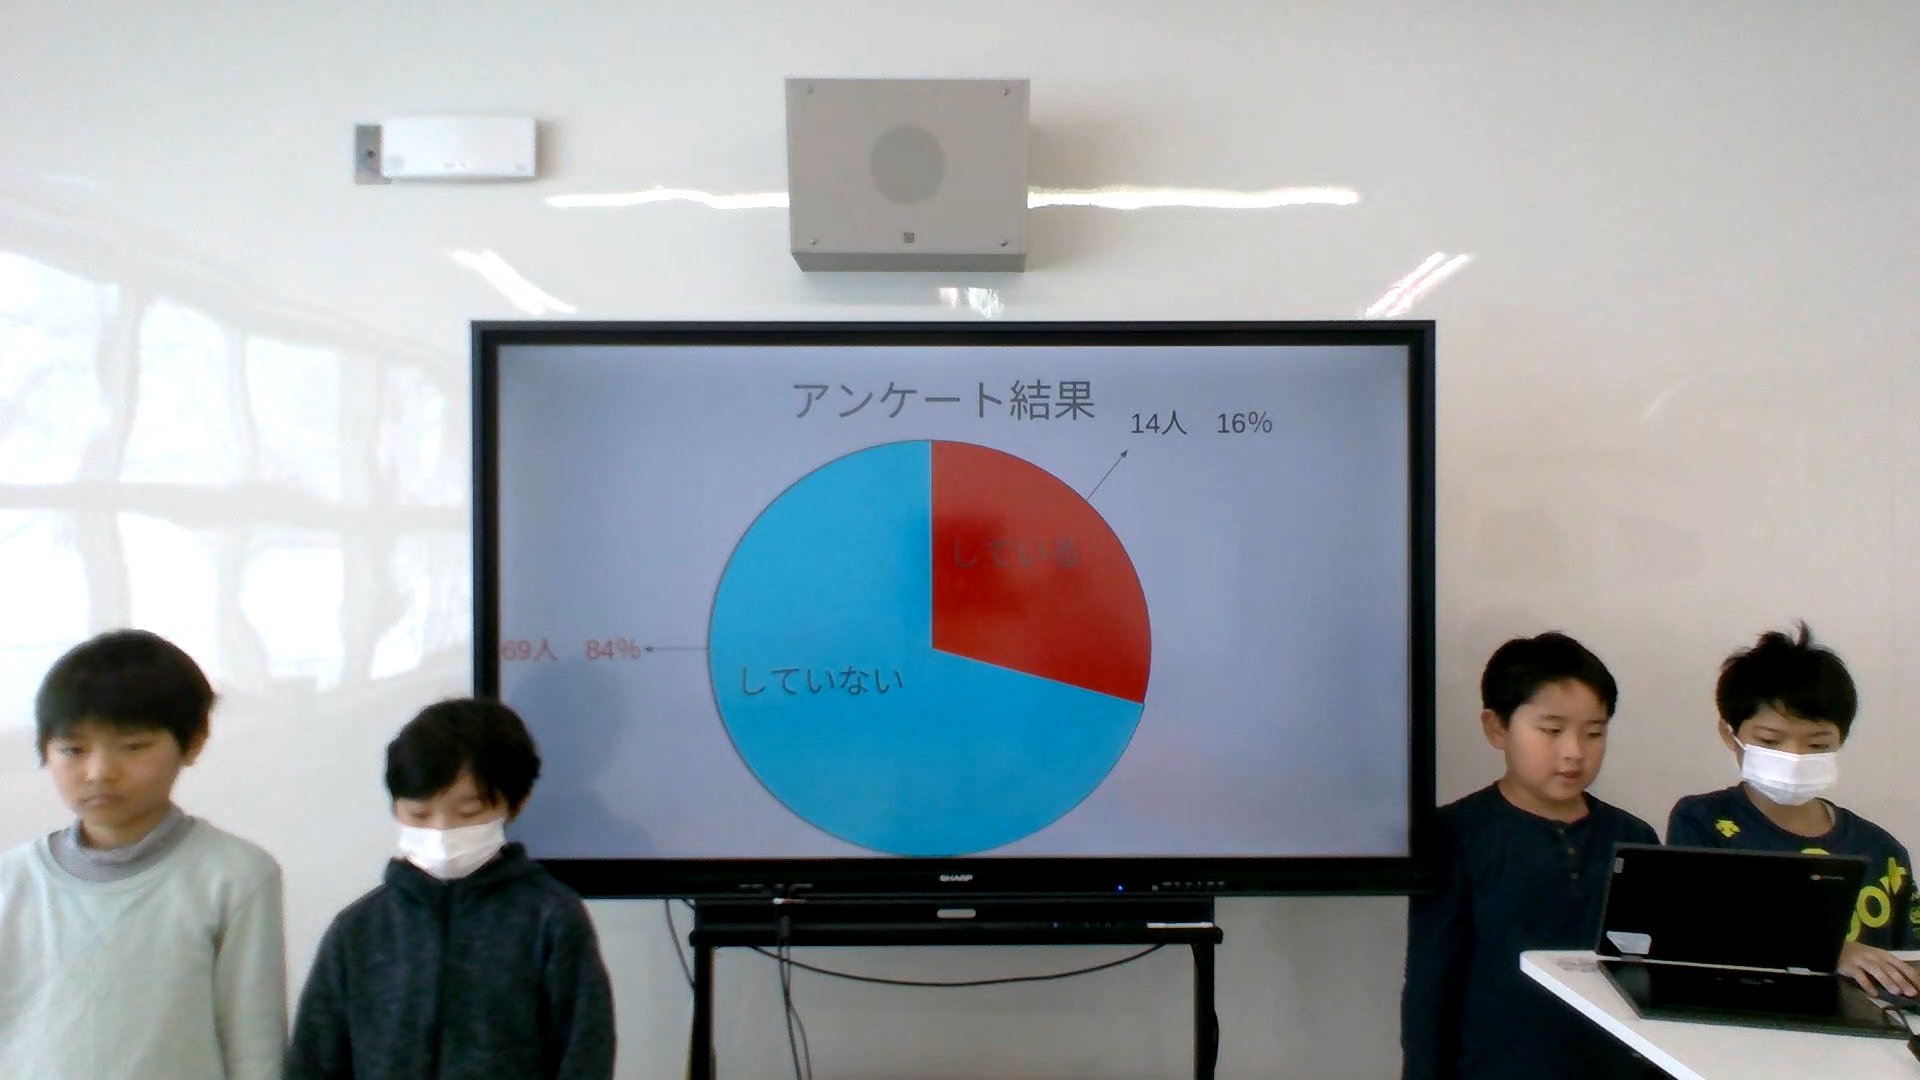 アンケート結果
14人 16%
している
69人 84%
していない
SHARP